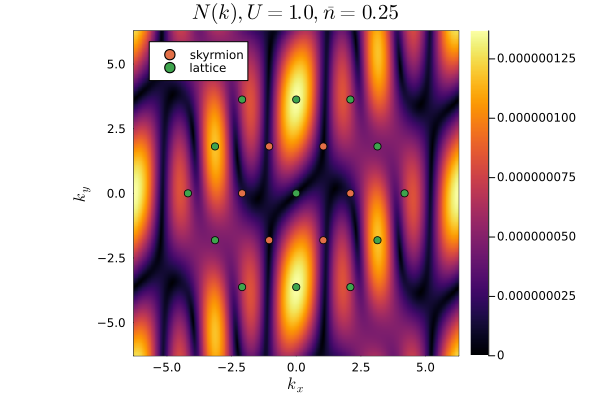 N(k), U = 1.0, n̄ = 0.25
skyrmion
lattice
k_y
5.0
2.5
0.0
−2.5
−5.0
−5.0 −2.5 0.0 2.5 5.0
k_x
0.000000125
0.000000100
0.000000075
0.000000050
0.000000025
0